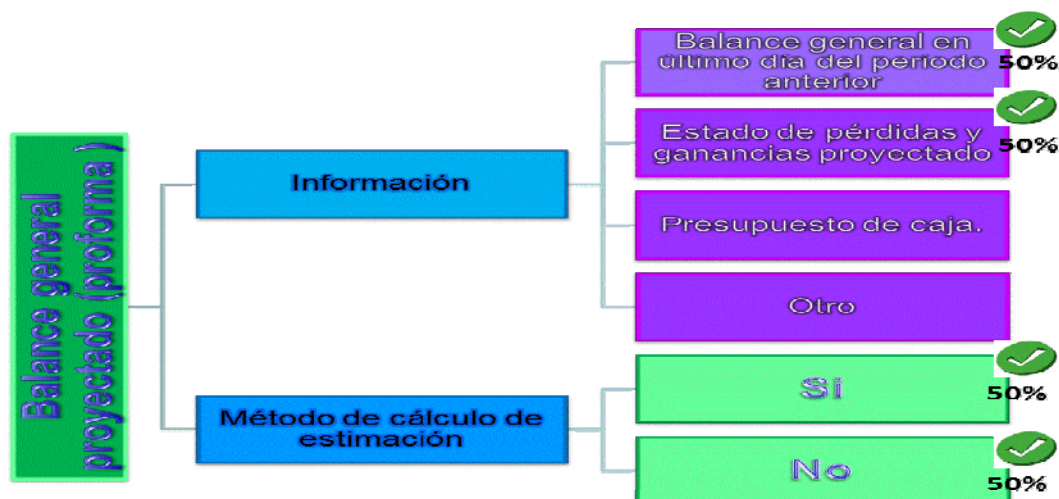 Balance general
proyectado (proforma )
Información
Balance general en
último día del período
anterior
50%
Estado de pérdidas y
ganancias proyectado
50%
Presupuesto de caja.
Otro
Método de cálculo de
estimación
Si
50%
No
50%